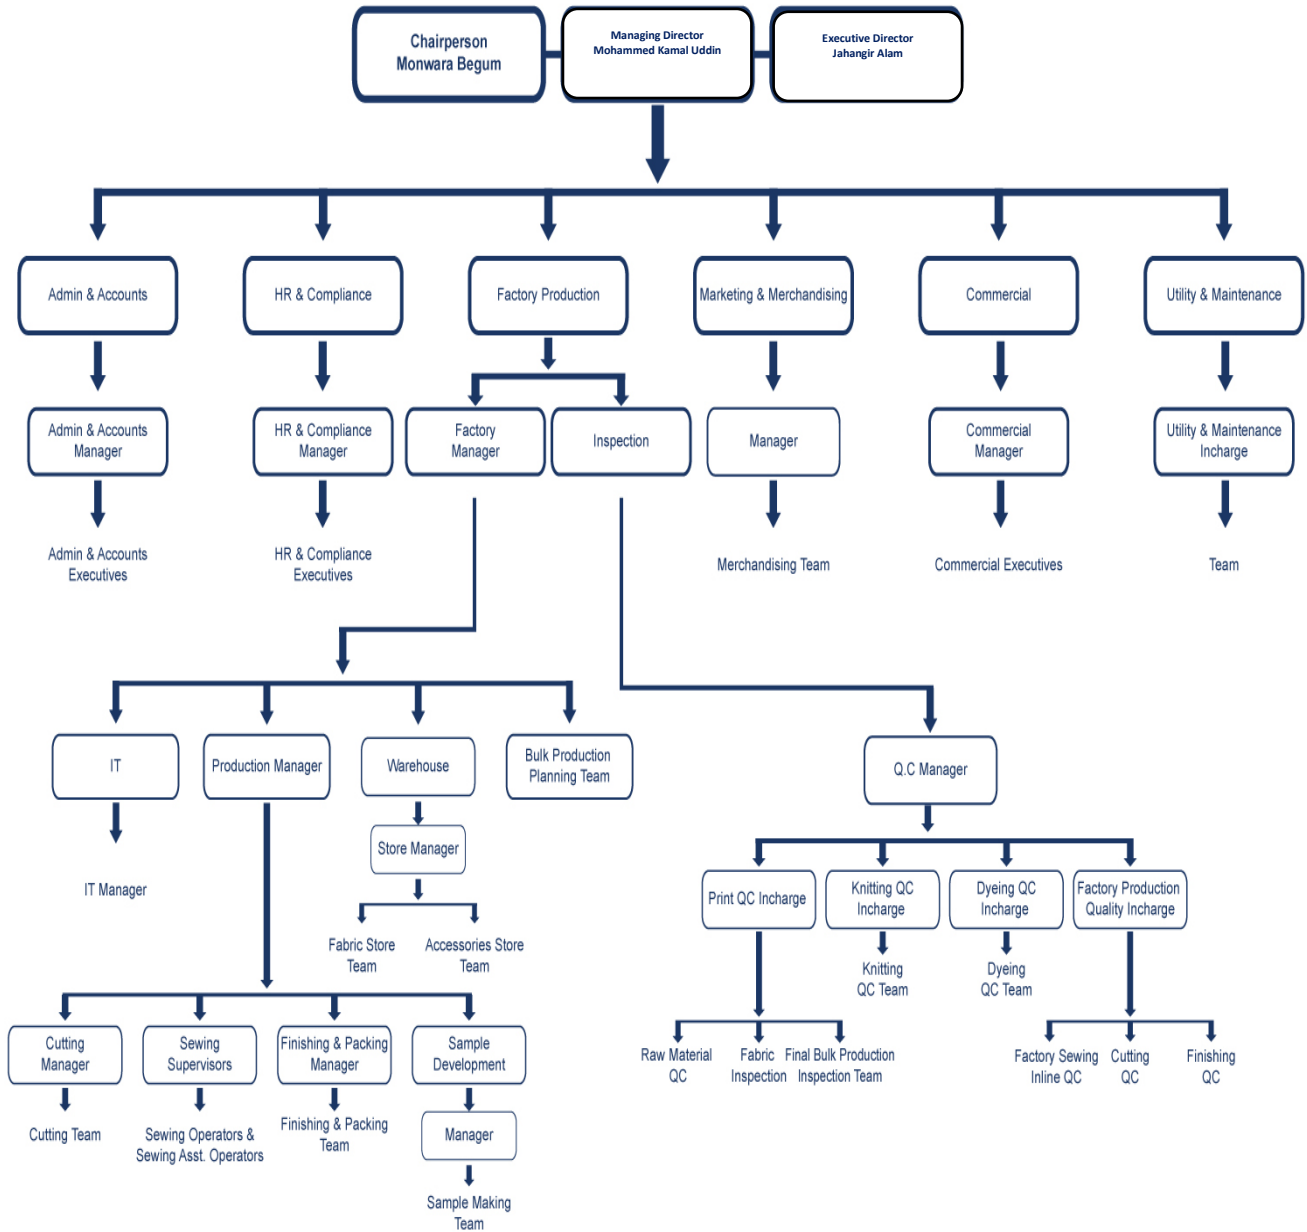 Chairperson
Monwara Begum
Managing Director
Mohammed Kamal Uddin
Executive Director
Jahangir Alam
Admin & Accounts
HR & Compliance
Factory Production
Marketing & Merchandising
Commercial
Utility & Maintenance
Admin & Accounts
Manager
HR & Compliance
Manager
Factory
Manager
Inspection
Manager
Commercial
Manager
Utility & Maintenance
Incharge
Admin & Accounts
Executives
HR & Compliance
Executives
Merchandising Team
Commercial Executives
Team
IT
Production Manager
Warehouse
Bulk Production
Planning Team
Q.C Manager
Store Manager
IT Manager
Print QC Incharge
Knitting QC
Incharge
Dyeing QC
Incharge
Factory Production
Quality Incharge
Fabric Store
Team
Accessories Store
Team
Knitting
QC Team
Dyeing
QC Team
Cutting
Manager
Sewing
Supervisors
Finishing & Packing
Manager
Sample
Development
Raw Material
QC
Fabric
Inspection
Final Bulk Production
Inspection Team
Factory Sewing
Inline QC
Cutting
QC
Finishing
QC
Cutting Team
Sewing Operators &
Sewing Asst. Operators
Finishing & Packing
Team
Manager
Sample Making
Team